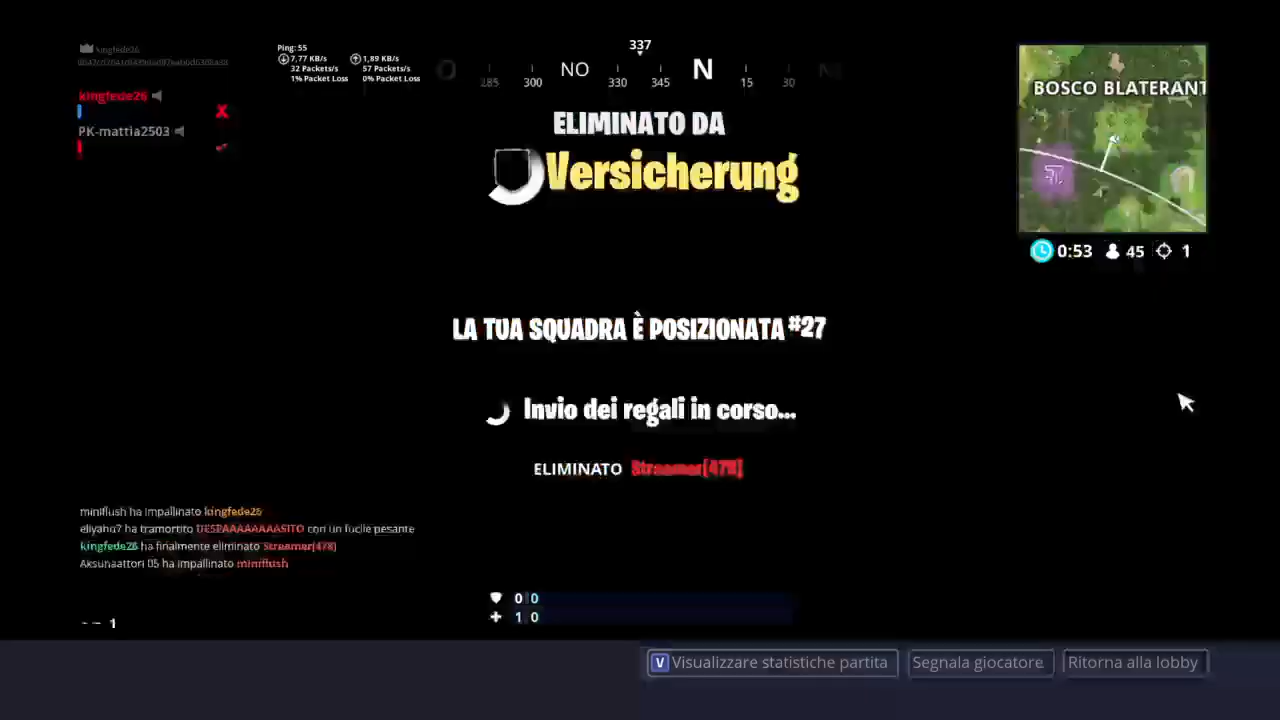 kingfede26
Ping: 55
7,77 KB/s
1,89 KB/s
32 Packets/s
57 Packets/s
1% Packet Loss
0% Packet Loss
337
285
300
NO
330
345
N
15
30
kingfede26
X
PK-mattia2503
ELIMINATO DA
Versicherung
BOSCO BLATERANT
0:53
45
1
LA TUA SQUADRA È POSIZIONATA #27
Invio dei regali in corso...
ELIMINATO Streamer[478]
miniflush ha impallinato kingfede26
eliyaho7 ha tramortito DESPAAAAAAAASITO con un fucile pesante
kingfede26 ha finalmente eliminato Streamer[478]
Aksunaattori 05 ha impallinato miniflush
0 0
1 0
1
V Visualizzare statistiche partita
Segnala giocatore
Ritorna alla lobby